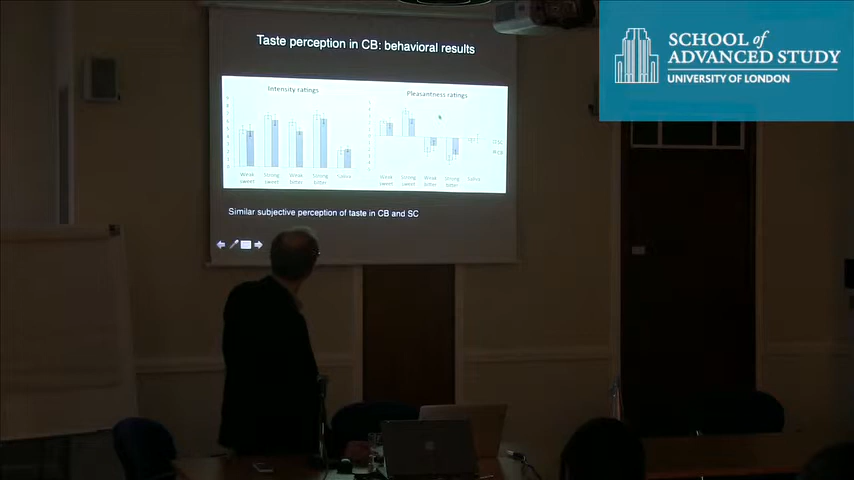 SCHOOL of
ADVANCED STUDY
UNIVERSITY OF LONDON
Taste perception in CB: behavioral results
Intensity ratings
Pleasantness ratings
Weak Strong Weak Strong Saliva
sweet sweet bitter bitter
Weak Strong Weak Strong Saliva
sweet sweet bitter bitter
SC
CB
Similar subjective perception of taste in CB and SC